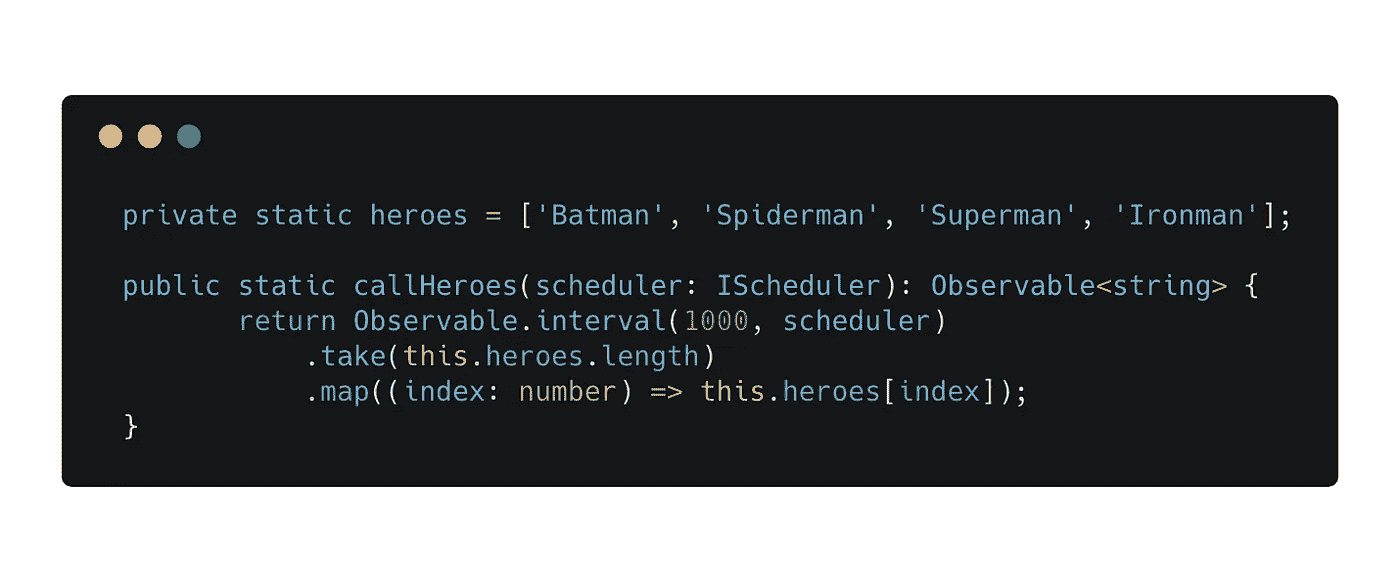 private static heroes = ['Batman', 'Spiderman', 'Superman', 'Ironman'];
public static callHeroes(scheduler: IScheduler): Observable<string> {
return Observable.interval(1000, scheduler)
.take(this.heroes.length)
.map((index: number) => this.heroes[index]);
}